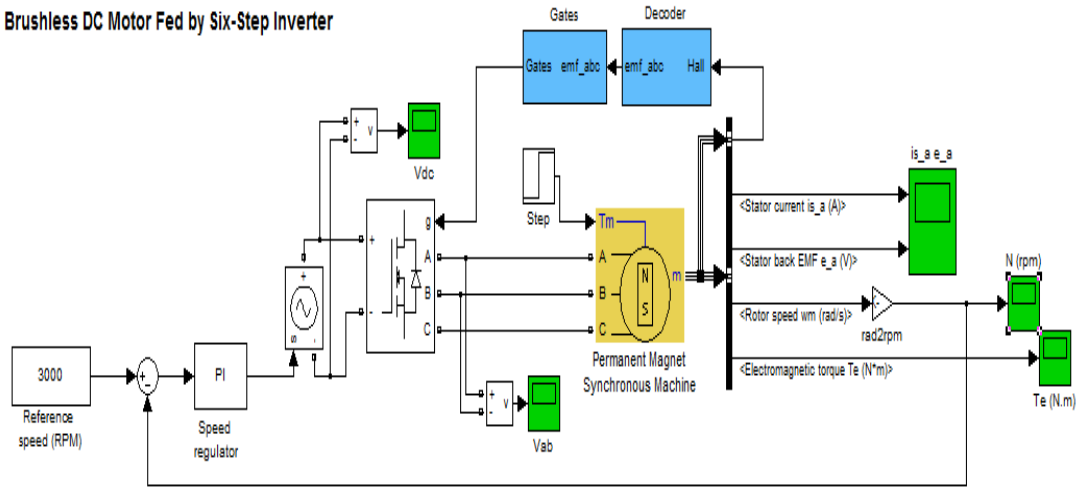 Brushless DC Motor Fed by Six-Step Inverter
Gates
Decoder
Gates emf_abc
emf_abc Hall
+
-
v
Vdc
is_a e_a
Step
g
+
-
A
B
C
Tm
A
B
C
N
S
m
<Stator current is_a (A)>
<Stator back EMF e_a (V)>
<Rotor speed wm (rad/s)>
<Electromagnetic torque Te (N*m)>
N (rpm)
rad2rpm
Te (N.m)
+
s
-
Permanent Magnet
Synchronous Machine
3000
Reference
speed (RPM)
+
-
PI
Speed
regulator
+
-
v
Vab